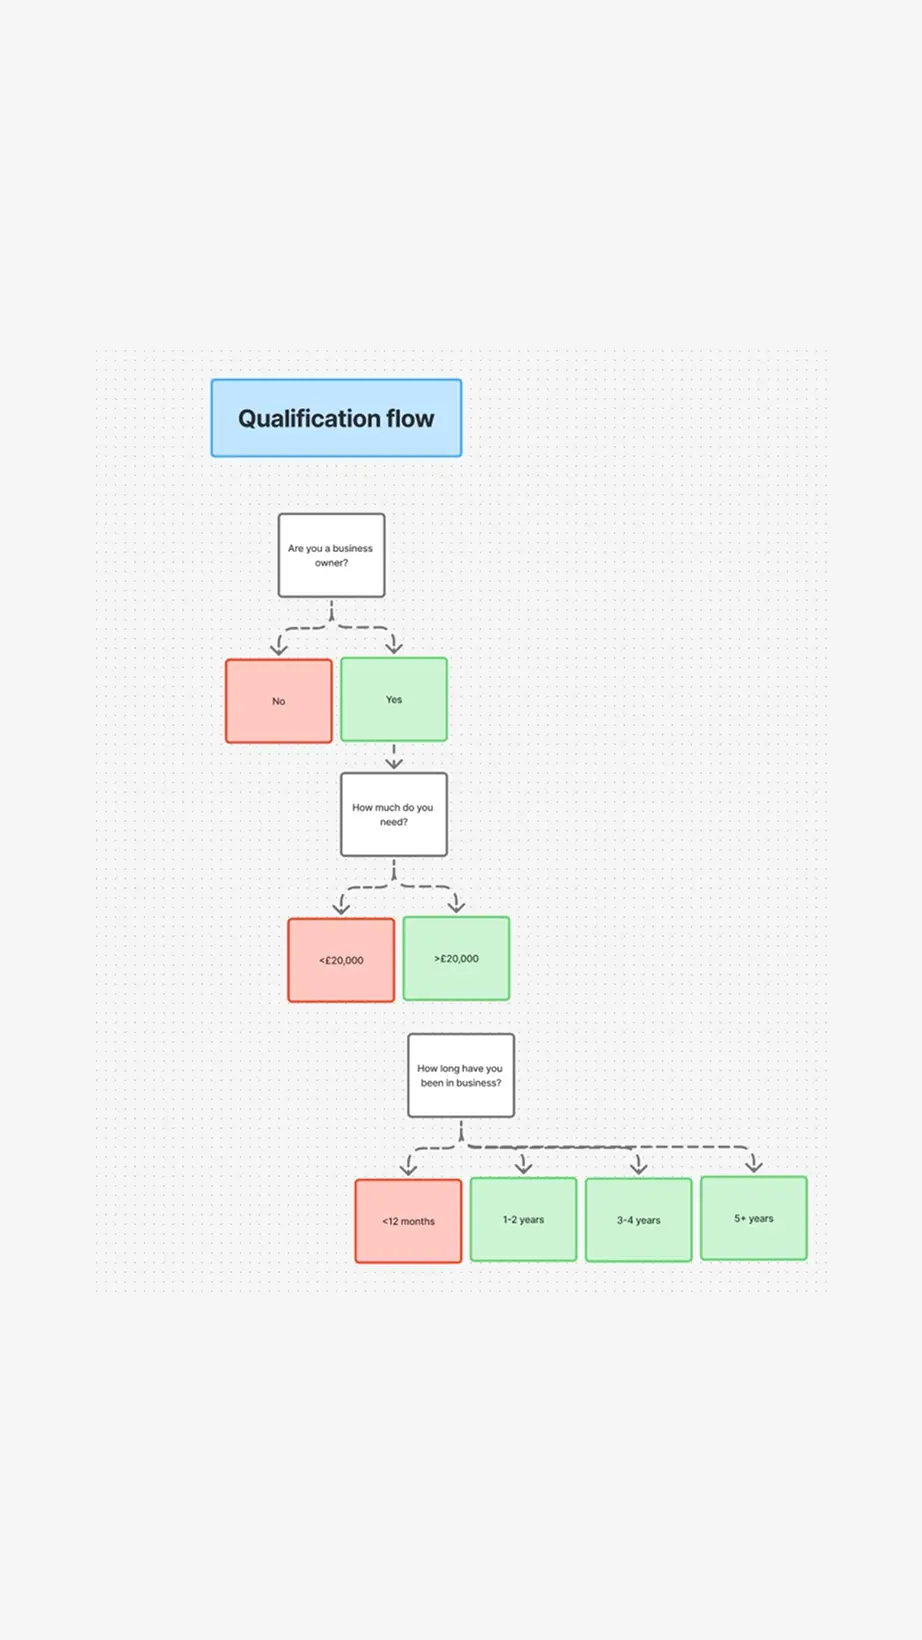 Qualification flow
Are you a business
owner?
No
Yes
How much do you
need?
<£20,000
>£20,000
How long have you
been in business?
<12 months
1-2 years
3-4 years
5+ years